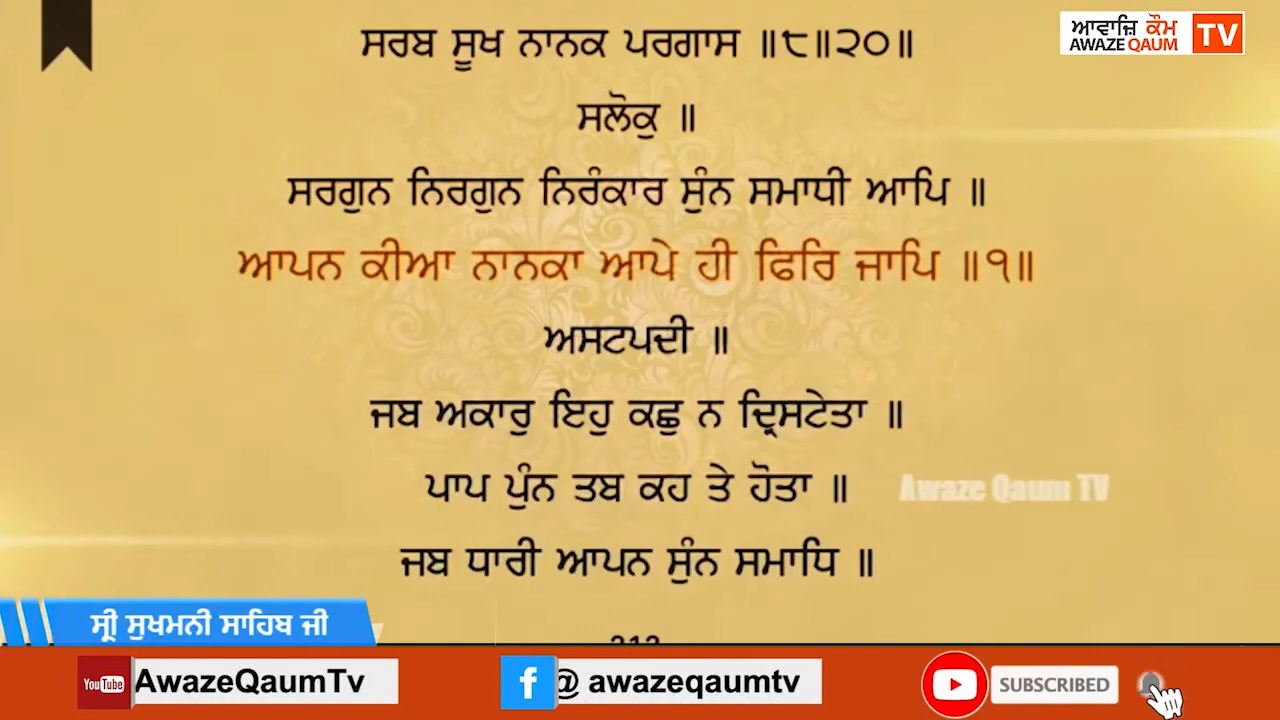 ਆਵਾਜ਼ਿ ਕੌਮ
AWAZE QAUM TV
ਸਰਬ ਸੂਖ ਨਾਨਕ ਪਰਗਾਸ ॥੮॥੨੦॥
ਸਲੋਕੁ ॥
ਸਰਗੁਨ ਨਿਰਗੁਨ ਨਿਰੰਕਾਰ ਸੁੰਨ ਸਮਾਧੀ ਆਪਿ ॥
ਆਪਨ ਕੀਆ ਨਾਨਕਾ ਆਪੇ ਹੀ ਫਿਰਿ ਜਾਪਿ ॥੧॥
ਅਸਟਪਦੀ ॥
ਜਬ ਅਕਾਰੁ ਇਹੁ ਕਛੁ ਨ ਦ੍ਰਿਸਟੇਤਾ ॥
ਪਾਪ ਪੁੰਨ ਤਬ ਕਹ ਤੇ ਹੋਤਾ ॥
Awaze Qaum TV
ਜਬ ਧਾਰੀ ਆਪਨ ਸੁੰਨ ਸਮਾਧਿ ॥
ਸ੍ਰੀ ਸੁਖਮਨੀ ਸਾਹਿਬ ਜੀ
YouTube AwazeQaumTv
f @ awazeqaumtv
SUBSCRIBED